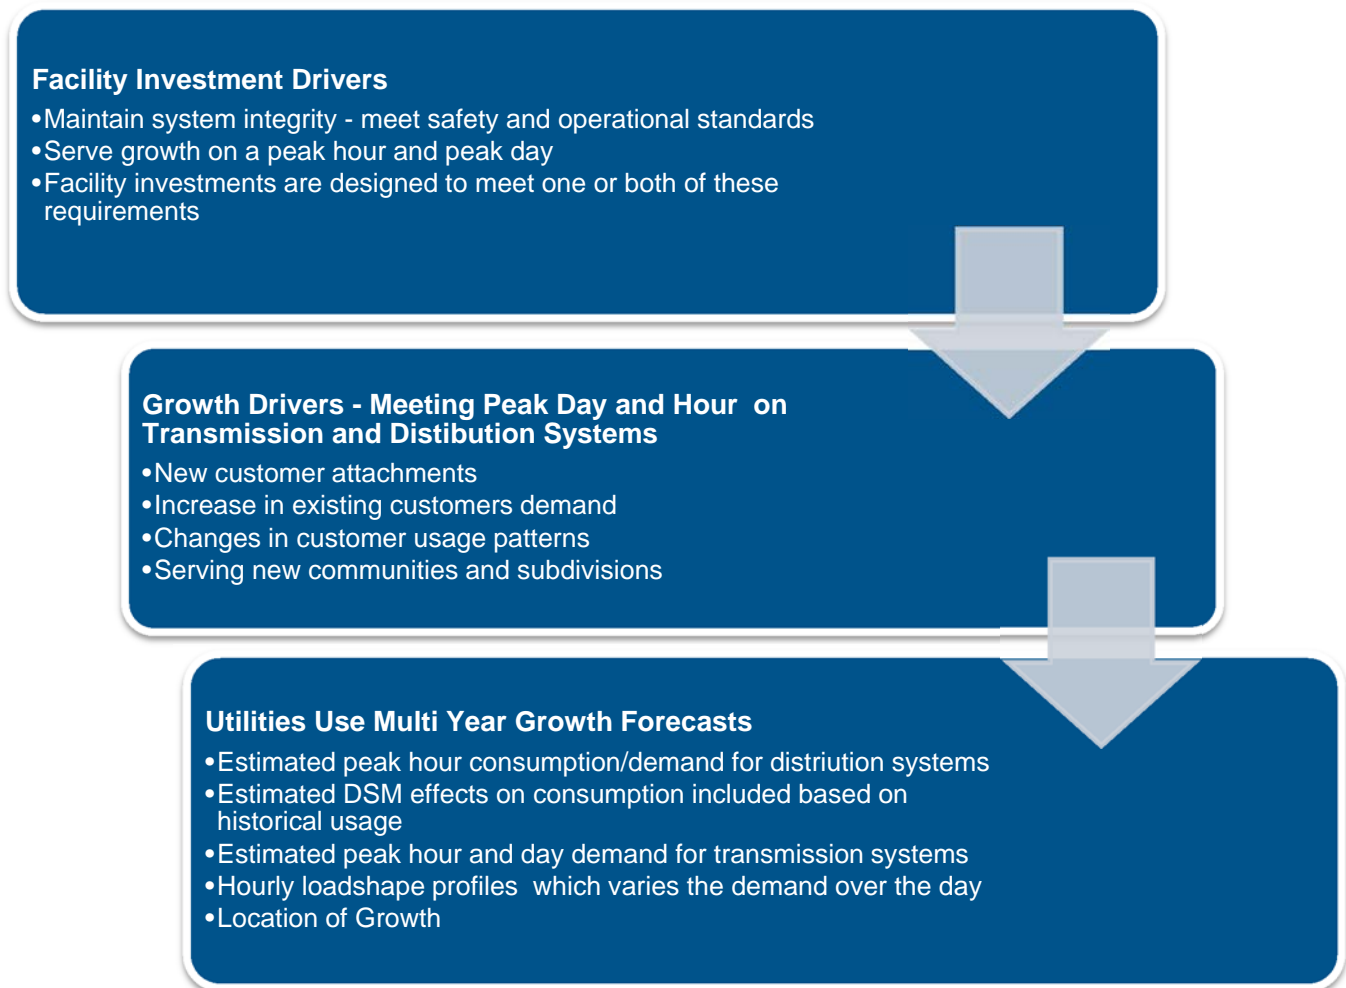 Facility Investment Drivers
•Maintain system integrity - meet safety and operational standards
•Serve growth on a peak hour and peak day
•Facility investments are designed to meet one or both of these
requirements
Growth Drivers - Meeting Peak Day and Hour  on
Transmission and Distibution Systems
•New customer attachments
•Increase in existing customers demand
•Changes in customer usage patterns
•Serving new communities and subdivisions
Utilities Use Multi Year Growth Forecasts
•Estimated peak hour consumption/demand for distriution systems
•Estimated DSM effects on consumption included based on
historical usage
•Estimated peak hour and day demand for transmission systems
•Hourly loadshape profiles  which varies the demand over the day
•Location of Growth